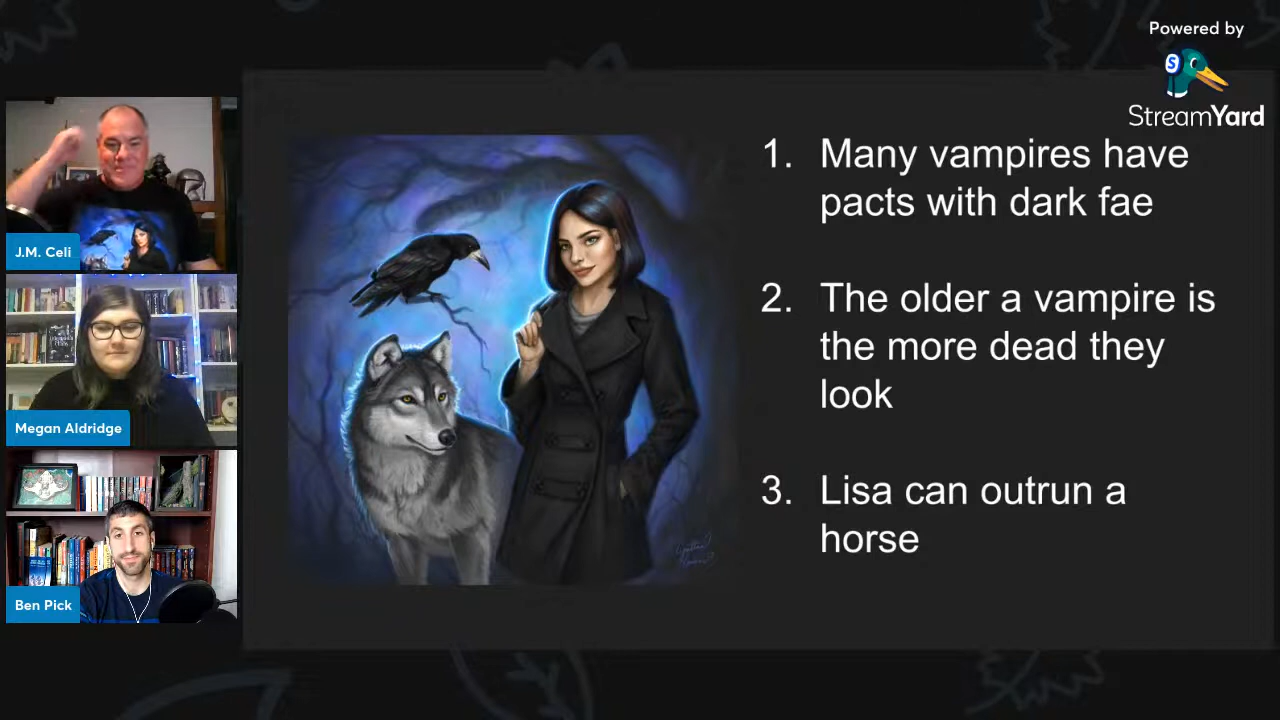 Powered by
StreamYard
J.M. Celi
Megan Aldridge
Ben Pick
1. Many vampires have
pacts with dark fae
2. The older a vampire is
the more dead they
look
3. Lisa can outrun a
horse